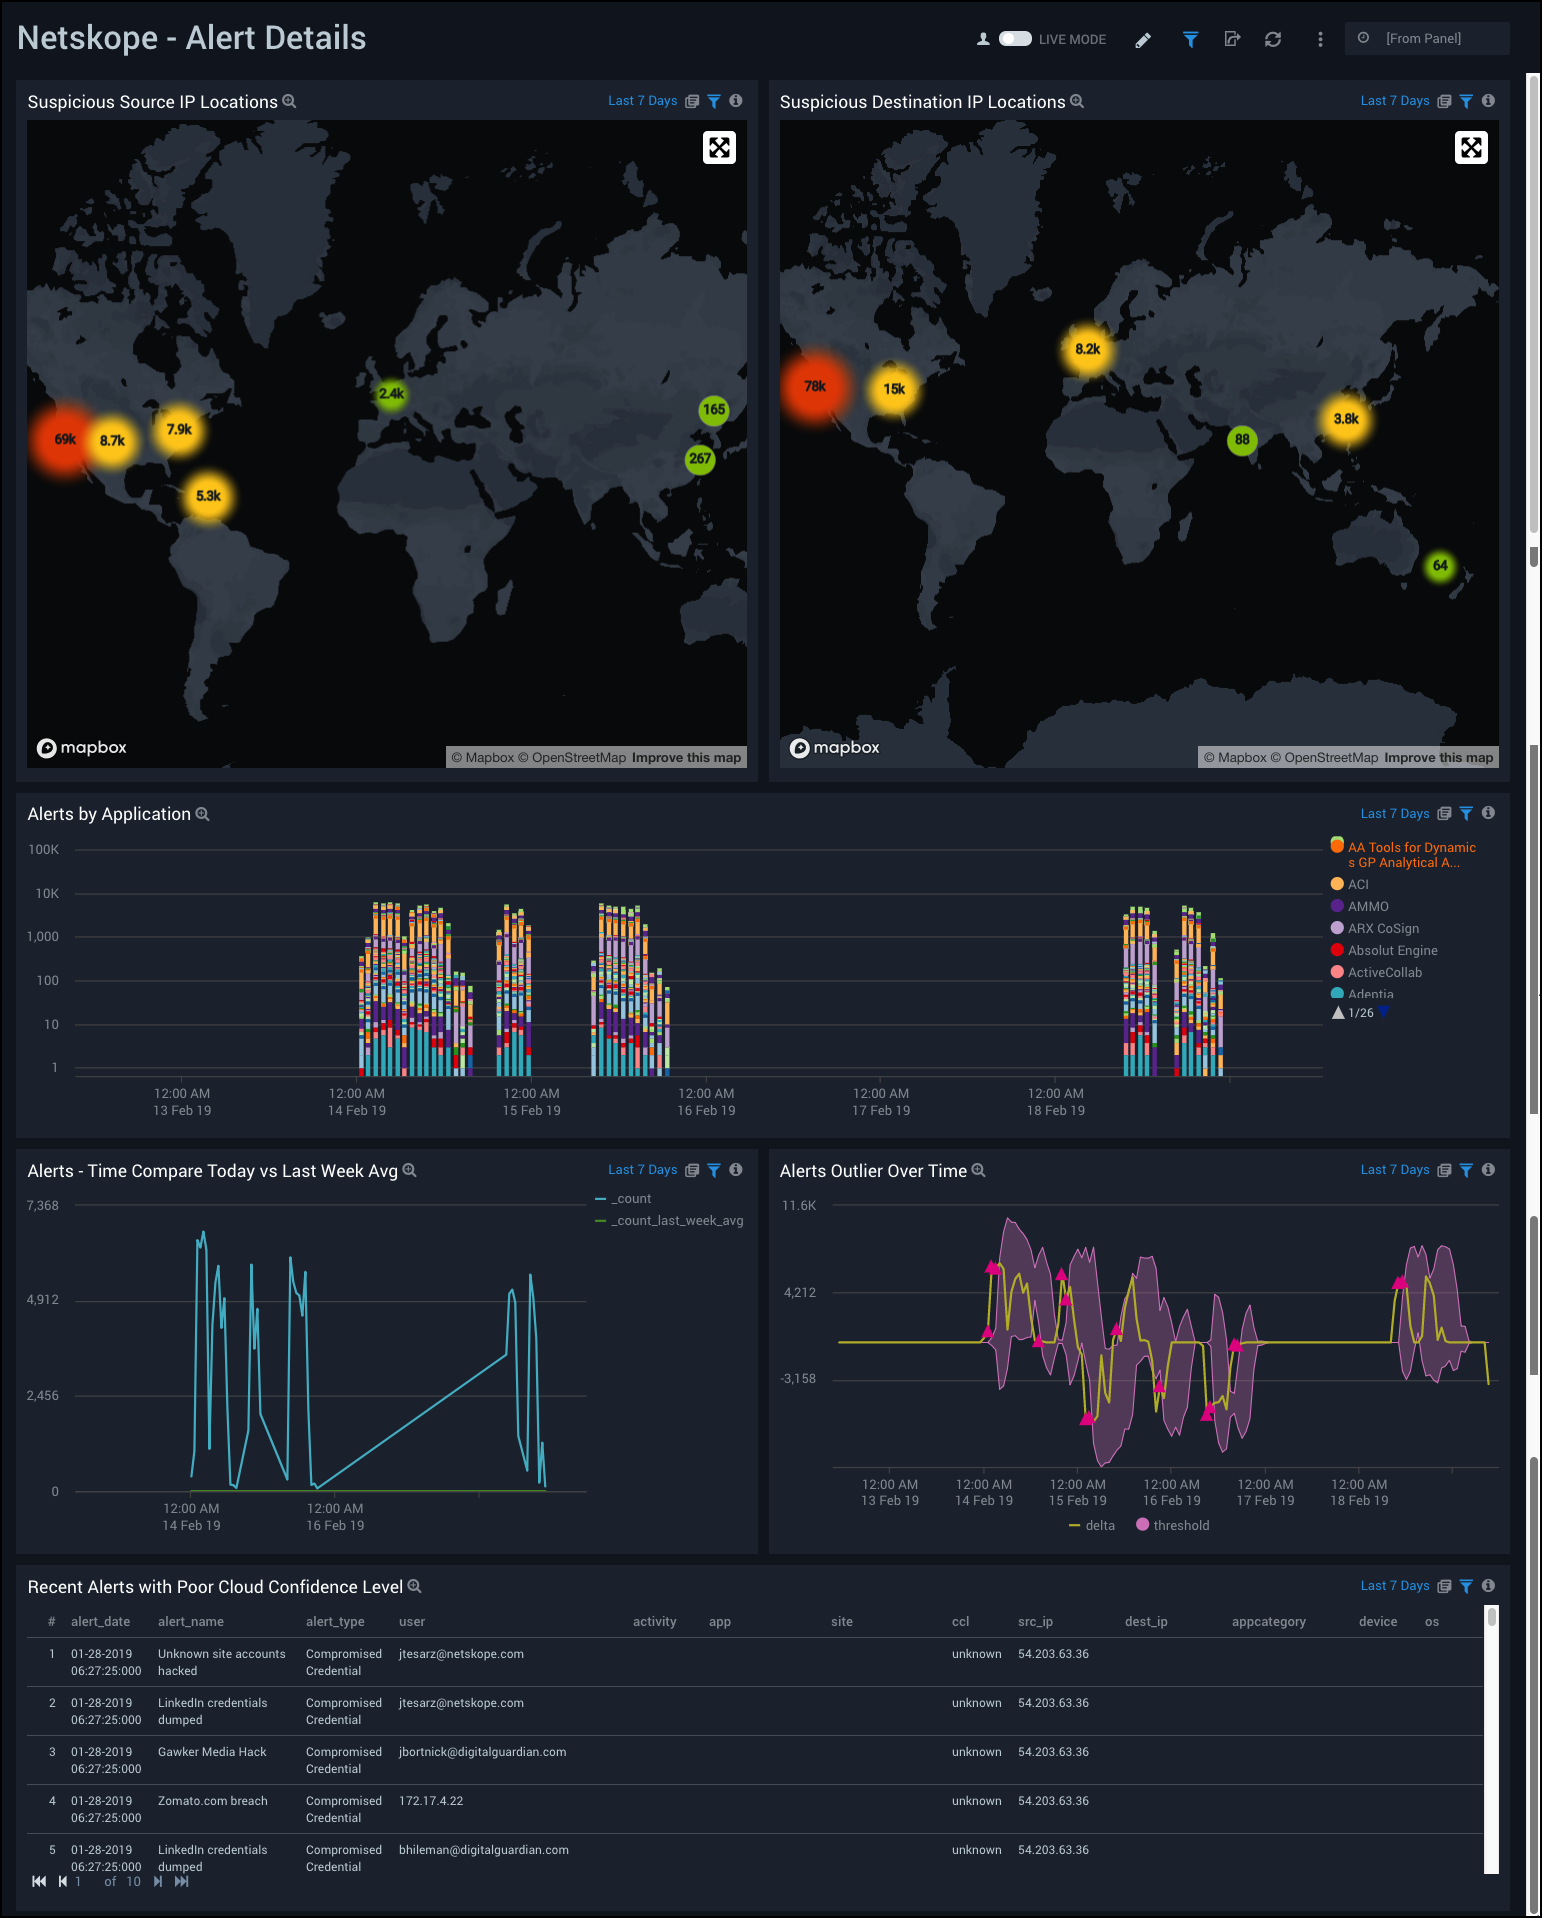 Netskope - Alert Details
LIVE MODE
[From Panel]
Suspicious Source IP Locations
Last 7 Days
69k
8.7k
7.9k
5.3k
2.4k
165
267
mapbox
© Mapbox © OpenStreetMap Improve this map
Suspicious Destination IP Locations
Last 7 Days
78k
15k
8.2k
3.8k
88
64
mapbox
© Mapbox © OpenStreetMap Improve this map
Alerts by Application
Last 7 Days
100K
10K
1,000
100
10
1
12:00 AM
13 Feb 19
12:00 AM
14 Feb 19
12:00 AM
15 Feb 19
12:00 AM
16 Feb 19
12:00 AM
17 Feb 19
12:00 AM
18 Feb 19
AA Tools for Dynamic
s GP Analytical A...
ACI
AMMO
ARX CoSign
Absolut Engine
ActiveCollab
Adeptia
1/26
Alerts - Time Compare Today vs Last Week Avg
Last 7 Days
7,368
4,912
2,456
0
12:00 AM
14 Feb 19
12:00 AM
16 Feb 19
_count
_count_last_week_avg
Alerts Outlier Over Time
Last 7 Days
11.6K
4,212
-3,158
12:00 AM
13 Feb 19
12:00 AM
14 Feb 19
12:00 AM
15 Feb 19
12:00 AM
16 Feb 19
12:00 AM
17 Feb 19
12:00 AM
18 Feb 19
delta
threshold
Recent Alerts with Poor Cloud Confidence Level
Last 7 Days
# alert_date alert_name alert_type user activity app site ccl src_ip dest_ip appcategory device os
1 01-28-2019 Unknown site accounts Compromised jtesarz@netskope.com unknown 54.203.63.36
06:27:25:000 hacked Credential
2 01-28-2019 LinkedIn credentials Compromised jtesarz@netskope.com unknown 54.203.63.36
06:27:25:000 dumped Credential
3 01-28-2019 Gawker Media Hack Compromised jbortnick@digitalguardian.com unknown 54.203.63.36
06:27:25:000 Credential
4 01-28-2019 Zomato.com breach Compromised 172.17.4.22 unknown 54.203.63.36
06:27:25:000 Credential
5 01-28-2019 LinkedIn credentials Compromised bhileman@digitalguardian.com unknown 54.203.63.36
06:27:25:000 dumped Credential
1 of 10